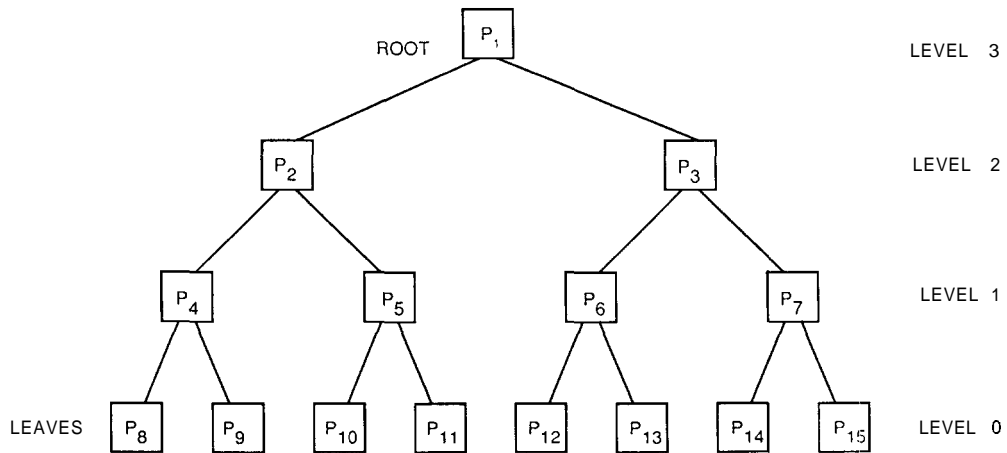 ROOT P1 LEVEL 3
P2 P3 LEVEL 2
P4 P5 P6 P7 LEVEL 1
LEAVES P8 P9 P10 P11 P12 P13 P14 P15 LEVEL 0